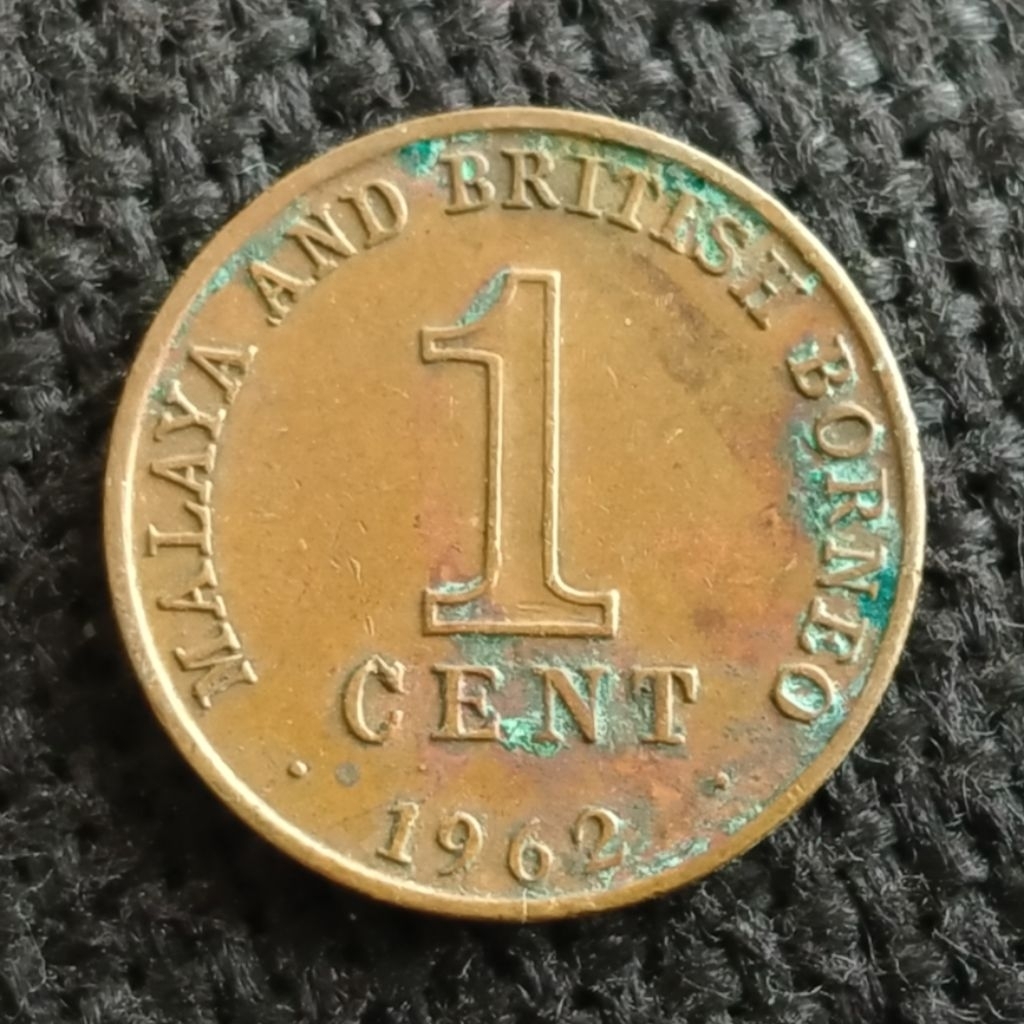 MALAYA AND BRITISH BORNEO
1
CENT
1962